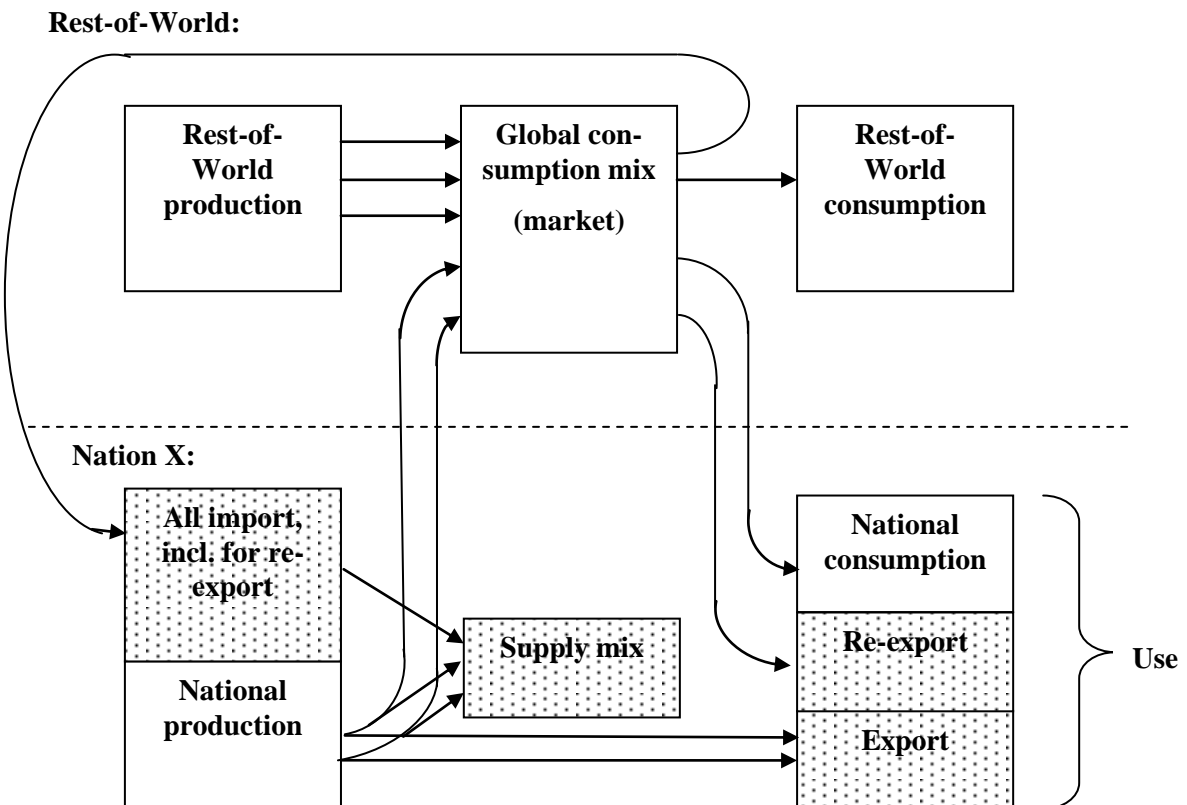 Rest-of-World:
Rest-of-
World
production
Global con-
sumption mix
(market)
Rest-of-
World
consumption
Nation X:
All import,
incl. for re-
export
National
production
Supply mix
National
consumption
Re-export
Export
Use